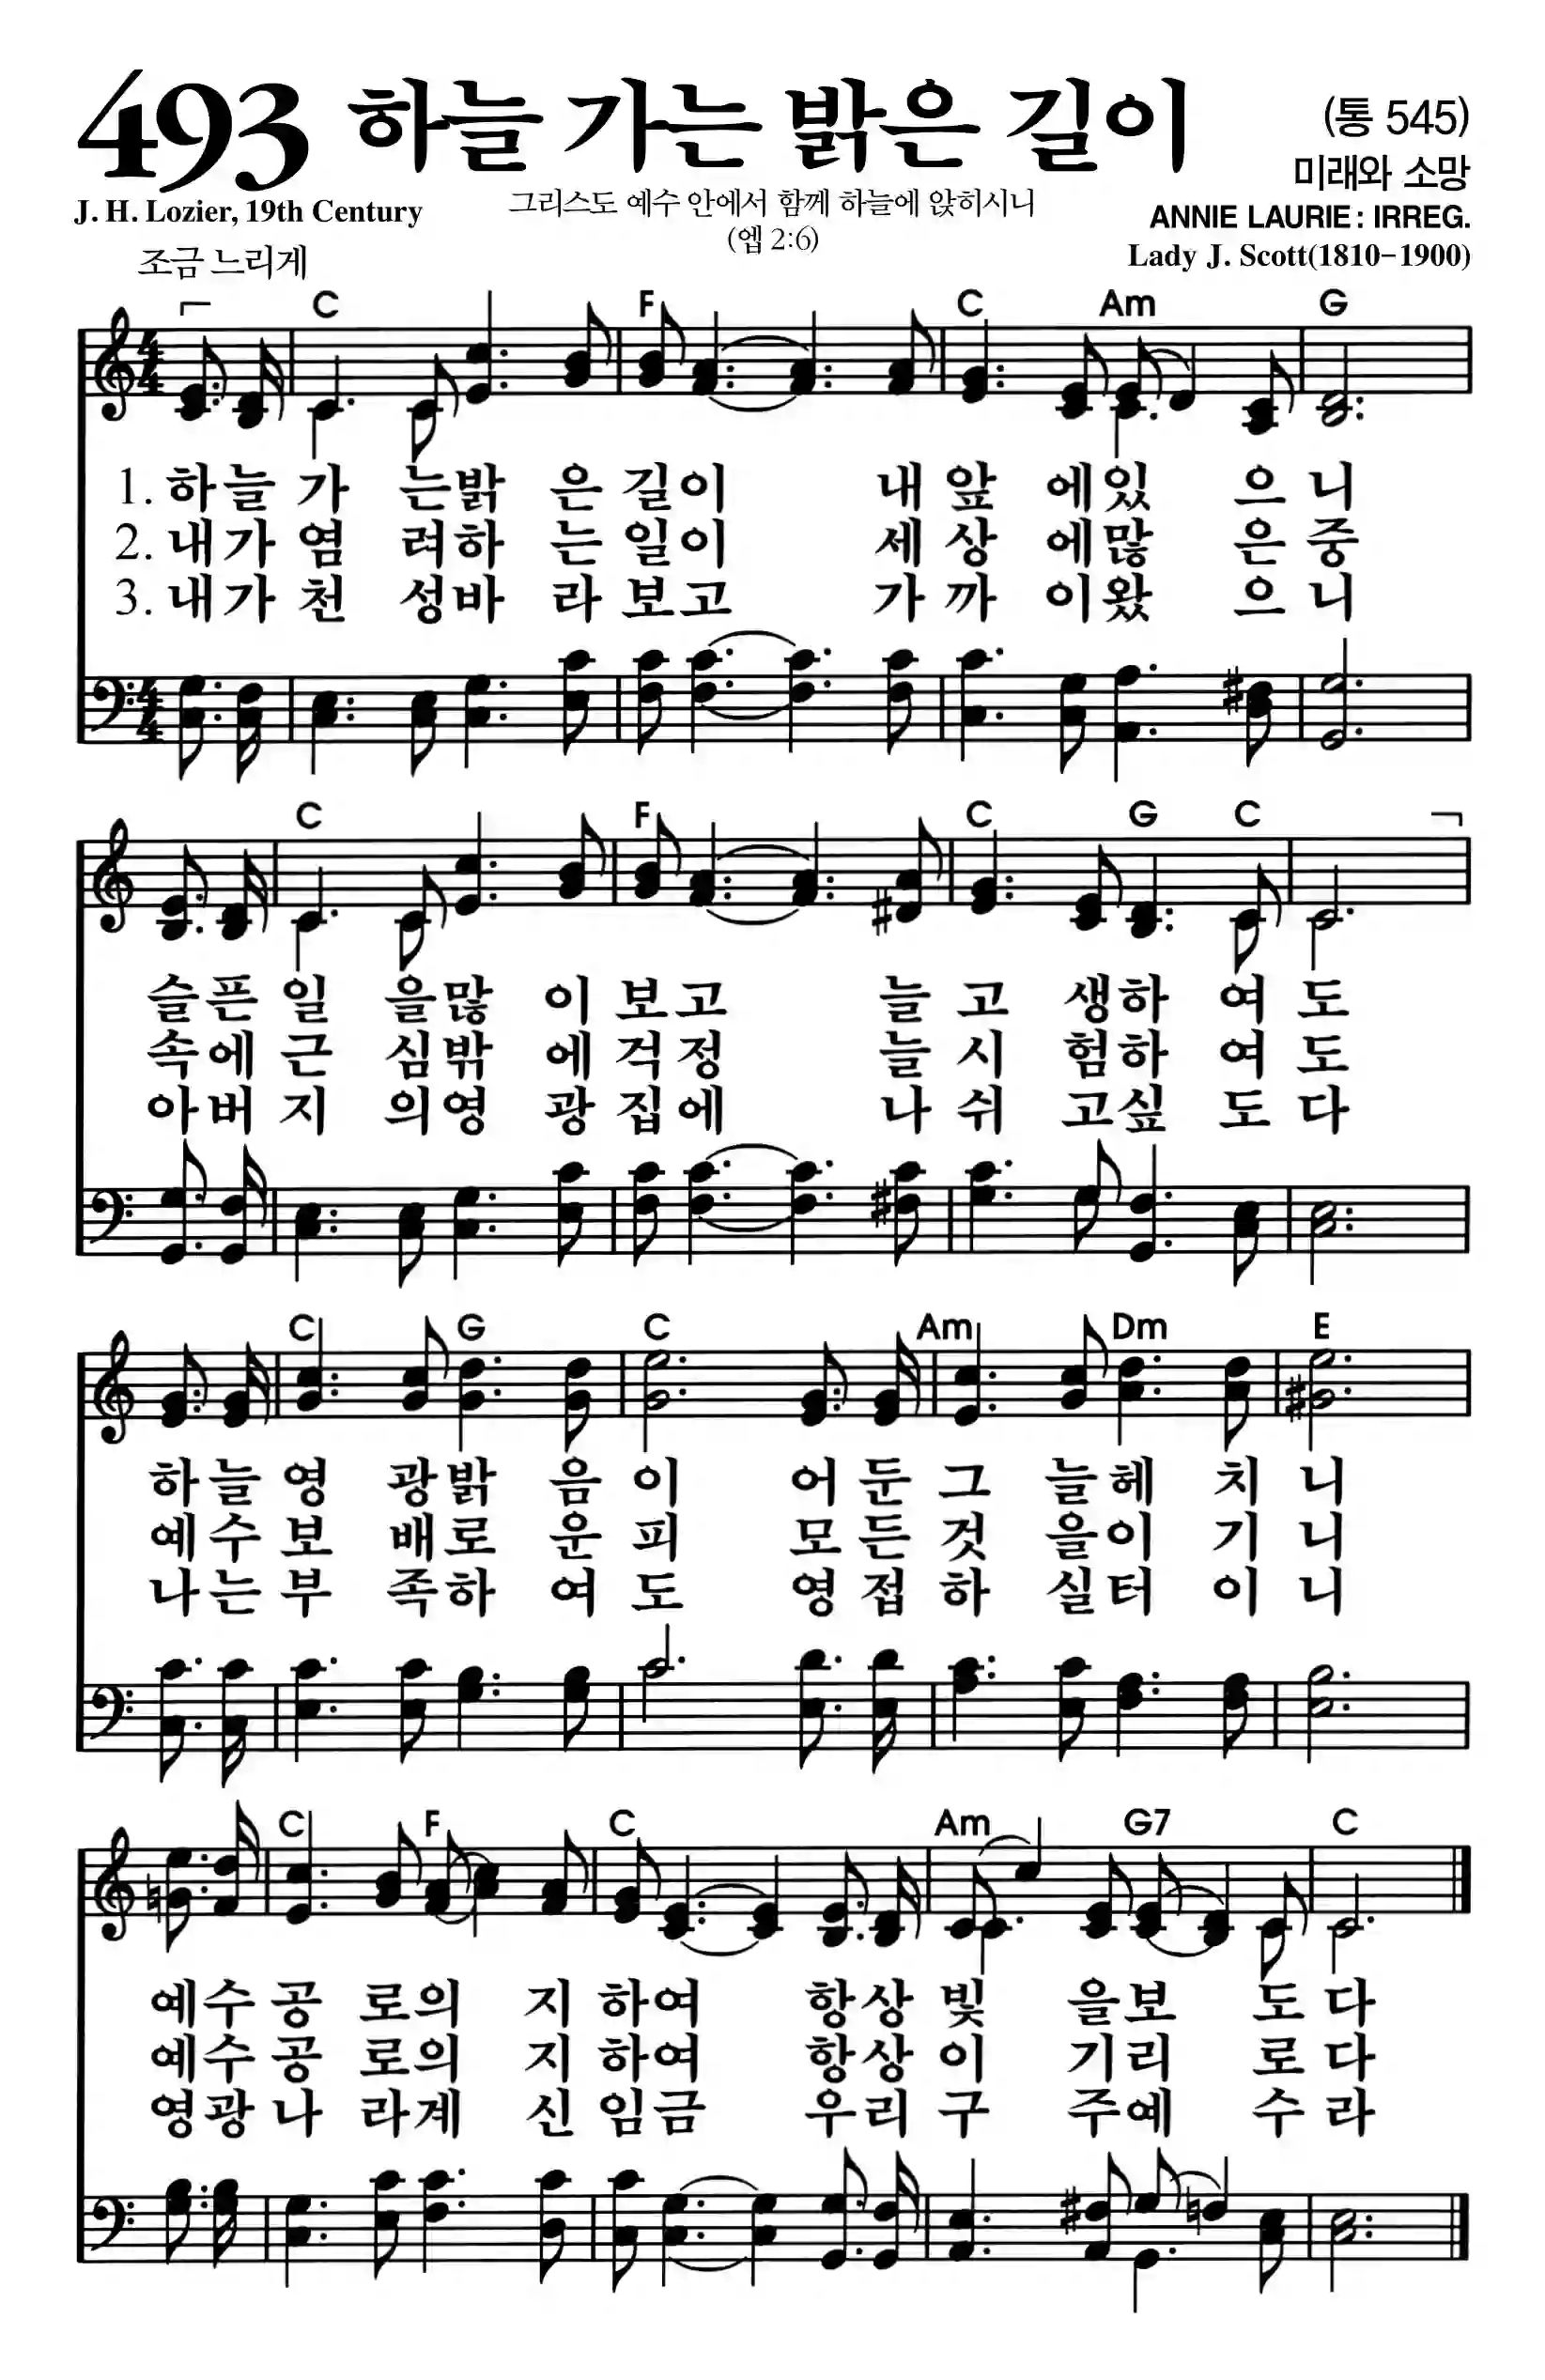 493 하늘 가는 밝은 길이 (통 545)
미래와 소망
J. H. Lozier, 19th Century 그리스도 예수 안에서 함께 하늘에 앉히시니 ANNIE LAURIE : IRREG.
(엡 2:6) Lady J. Scott(1810-1900)
조금 느리게
C F C Am G
1. 하늘 가 는밝 은 길이 내 앞 에있 으 니
2. 내가 염 려하 는 일이 세 상 에많 은 중
3. 내가 천 성바 라 보고 가 까 이왔 으 니
C F C G C
슬픈 일 을많 이 보고 늘 고 생하 여 도
속에 근 심밖 에 걱정 늘 시 험하 여 도
아버 지 의영 광 집에 나 쉬 고싶 도 다
C G C Am Dm E
하늘 영 광밝 음 이 어둔 그 늘헤 치 니
예수 보 배로 운 피 모든 것 을이 기 니
나는 부 족하 여 도 영접 하 실터 이 니
C F C Am G7 C
예수 공 로의 지 하여 항상 빛 을보 도 다
예수 공 로의 지 하여 항상 이 기리 로 다
영광 나 라계 신 임금 우리 구 주예 수 라